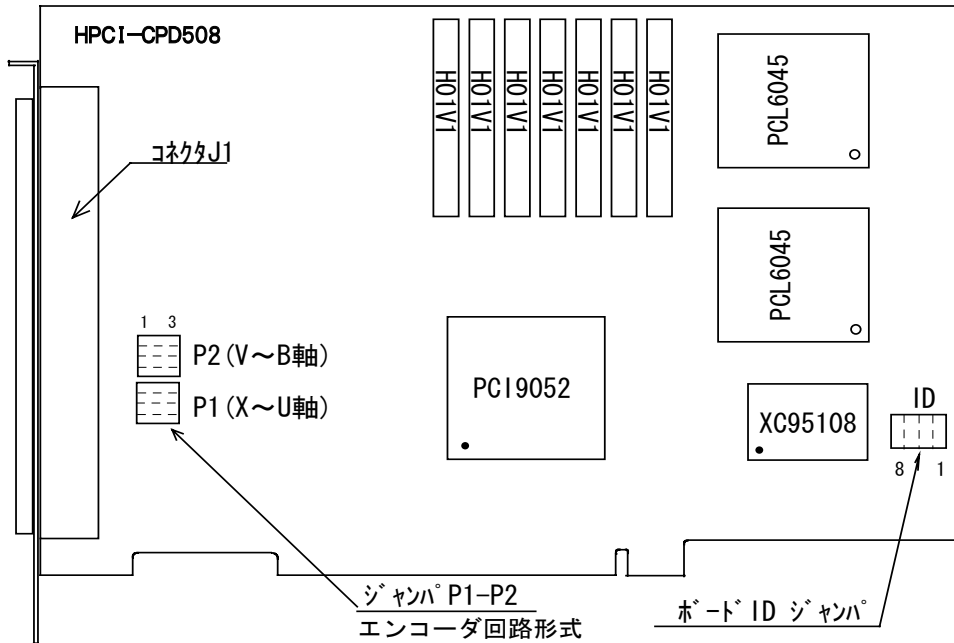 HPCI-CPD508
H01V1 H01V1 H01V1 H01V1 H01V1 H01V1 H01V1
PCL6045
コネクタJ1
PCL6045
1 3
P2(V～B軸)
P1(X～U軸)
PCI9052
XC95108
ID
8 1
ジャンパP1-P2
エンコーダ回路形式
ボードID ジャンパ